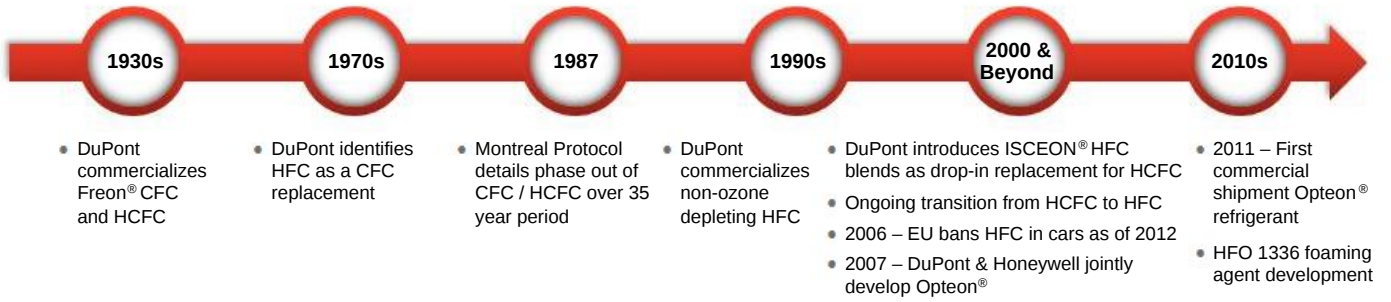 1930s
1970s
1987
1990s
2000 &
Beyond
2010s
DuPont
commercializes
Freon® CFC
and HCFC
DuPont identifies
HFC as a CFC
replacement
Montreal Protocol
details phase out of
CFC / HCFC over 35
year period
DuPont
commercializes
non-ozone
depleting HFC
DuPont introduces ISCEON® HFC
blends as drop-in replacement for HCFC
Ongoing transition from HCFC to HFC
2006 – EU bans HFC in cars as of 2012
2007 – DuPont & Honeywell jointly
develop Opteon®
2011 – First
commercial
shipment Opteon®
refrigerant
HFO 1336 foaming
agent development